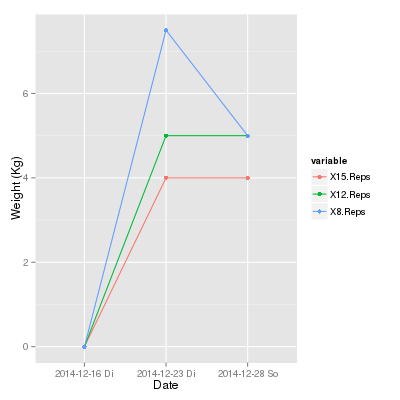 Weight (Kg)
6
4
2
0
2014-12-16 Di
2014-12-23 Di
2014-12-28 So
Date
variable
X15.Reps
X12.Reps
X8.Reps